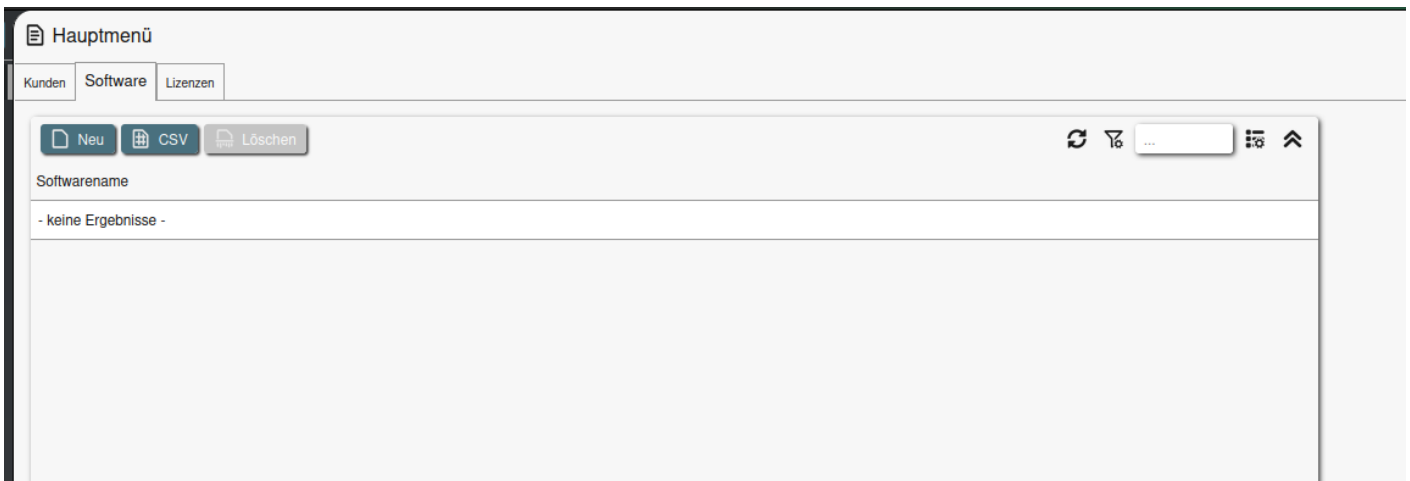 Hauptmenü
Kunden Software Lizenzen
Neu CSV Löschen ...
Softwarename
- keine Ergebnisse -